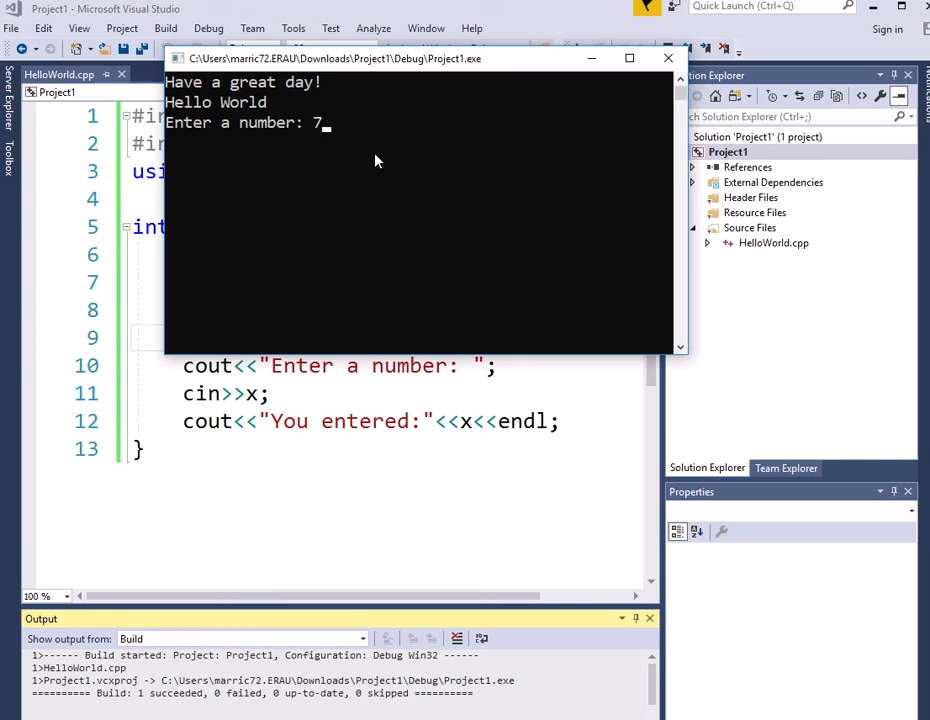 Project1 - Microsoft Visual Studio
Quick Launch (Ctrl+Q)
File Edit View Project Build Debug Team Tools Test Analyze Window Help
Sign in
Server Explorer
Toolbox
HelloWorld.cpp
Project1
C:\Users\marric72.ERAU\Downloads\Project1\Debug\Project1.exe
Have a great day!
Hello World
Enter a number: 7_
1 #in
2 #in
3 usi
4
5 int
6
7
8
9
10 cout<<"Enter a number: ";
11 cin>>x;
12 cout<<"You entered:"<<x<<endl;
13 }
100 %
Explorer
ch Solution Explorer (Ctrl+;)
Solution 'Project1' (1 project)
Project1
References
External Dependencies
Header Files
Resource Files
Source Files
HelloWorld.cpp
Solution Explorer Team Explorer
Properties
Output
Show output from: Build
1>------ Build started: Project: Project1, Configuration: Debug Win32 ------
1>HelloWorld.cpp
1>Project1.vcxproj -> C:\Users\marric72.ERAU\Downloads\Project1\Debug\Project1.exe
========== Build: 1 succeeded, 0 failed, 0 up-to-date, 0 skipped ==========